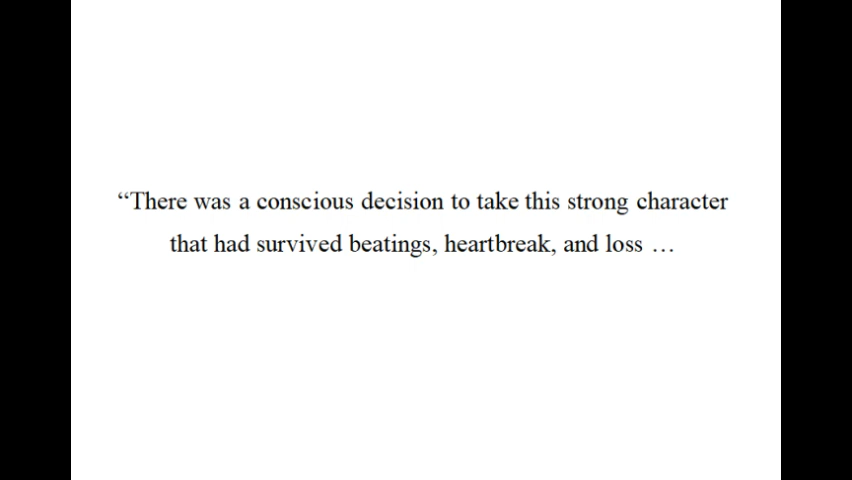 “There was a conscious decision to take this strong character
that had survived beatings, heartbreak, and loss …